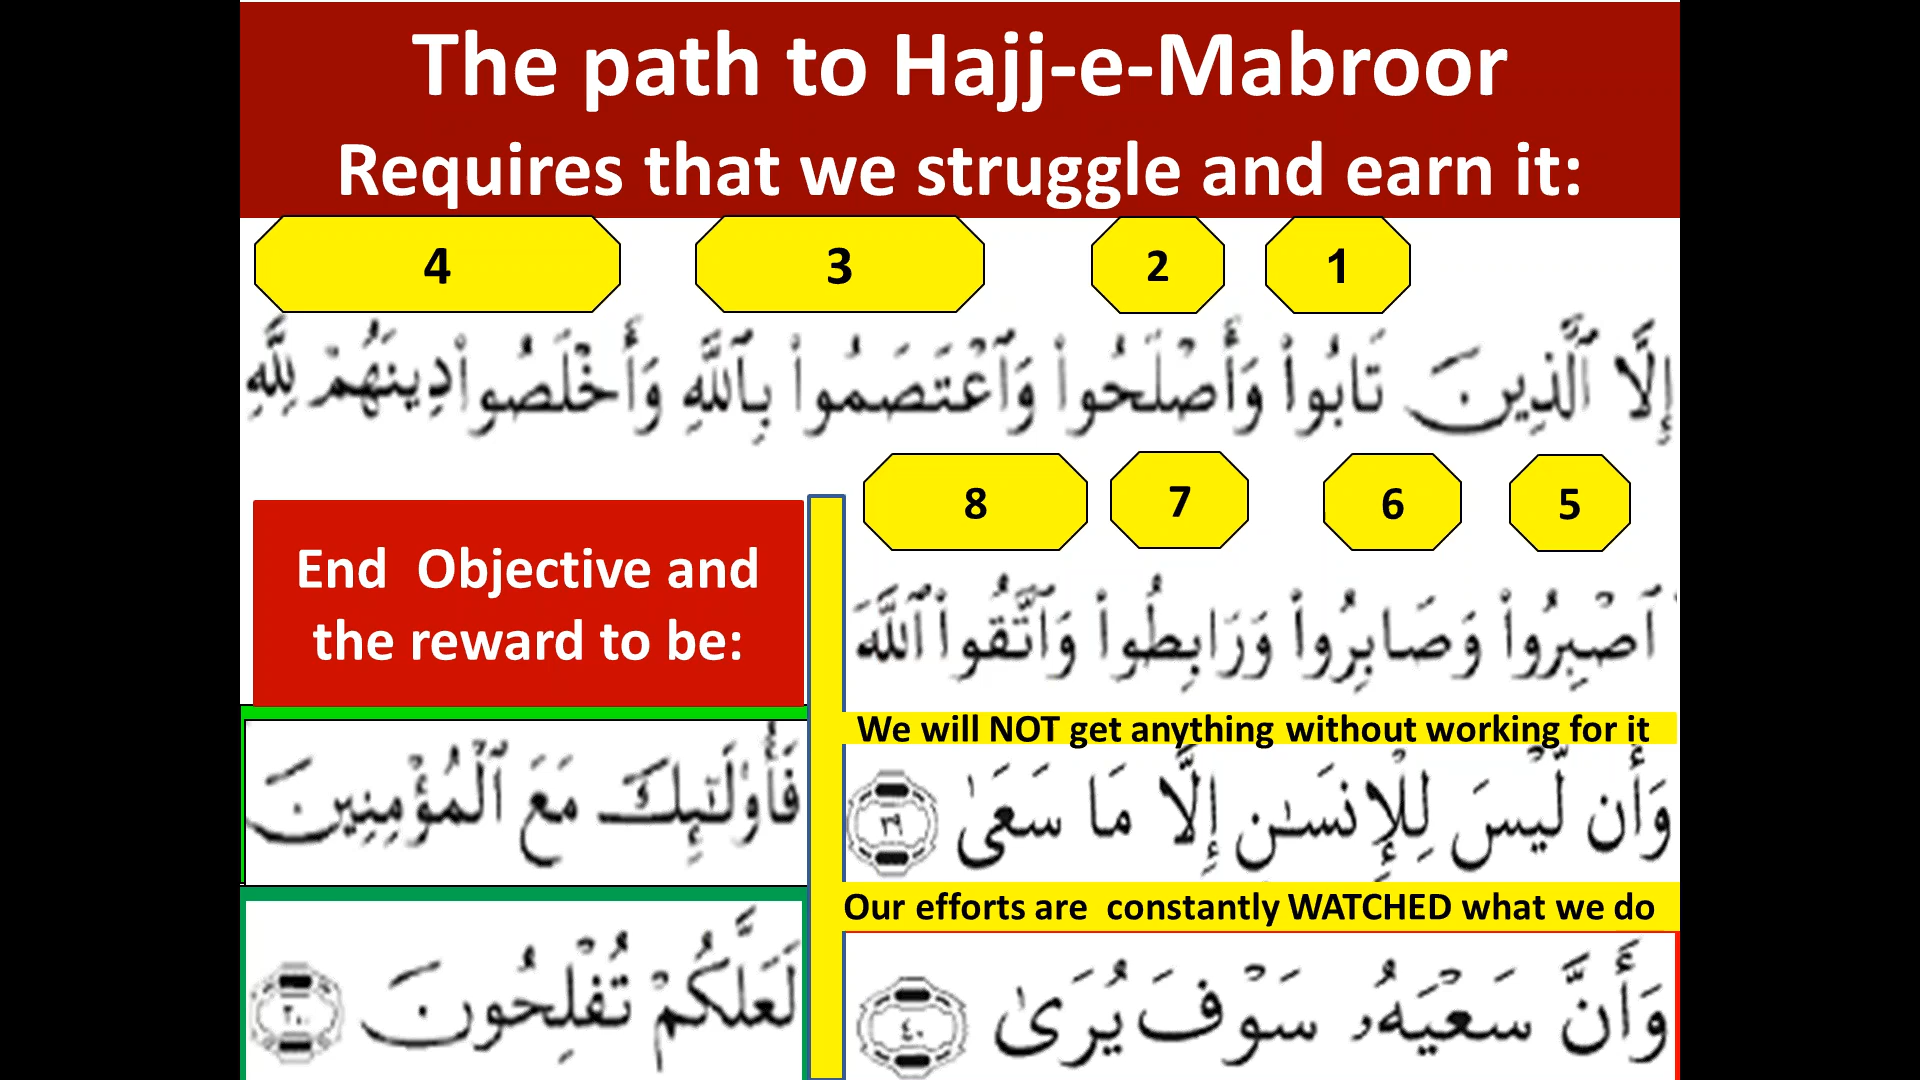 The path to Hajj-e-Mabroor
Requires that we struggle and earn it:
4 3 2 1
إِلَّا ٱلَّذِينَ تَابُوا۟ وَأَصْلَحُوا۟ وَٱعْتَصَمُوا۟ بِٱللَّهِ وَأَخْلَصُوا۟ دِينَهُمْ لِلَّهِ
8 7 6 5
ٱصْبِرُوا۟ وَصَابِرُوا۟ وَرَابِطُوا۟ وَٱتَّقُوا۟ ٱللَّهَ
End Objective and
the reward to be:
فَأُو۟لَـٰٓئِكَ مَعَ ٱلْمُؤْمِنِينَ
لَعَلَّكُمْ تُفْلِحُونَ ٢٠٠
We will NOT get anything without working for it
وَأَن لَّيْسَ لِلْإِنسَـٰنِ إِلَّا مَا سَعَىٰ ٣٩
Our efforts are constantly WATCHED what we do
وَأَنَّ سَعْيَهُۥ سَوْفَ يُرَىٰ ٤٠